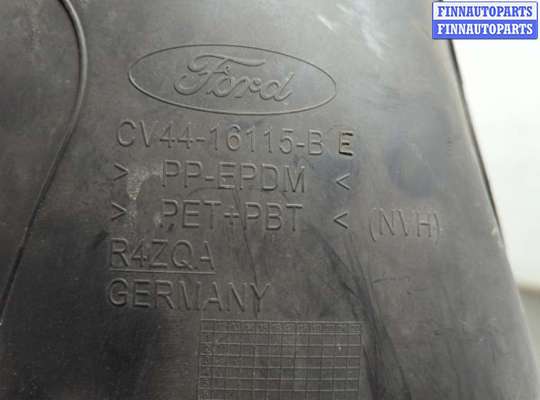 FINNAUTOPARTS
FINNAUTOPARTS
Ford
CV44-16115-B E
> PP-EPDM <
> PET+PBT < (NVH)
R4ZQA
GERMANY